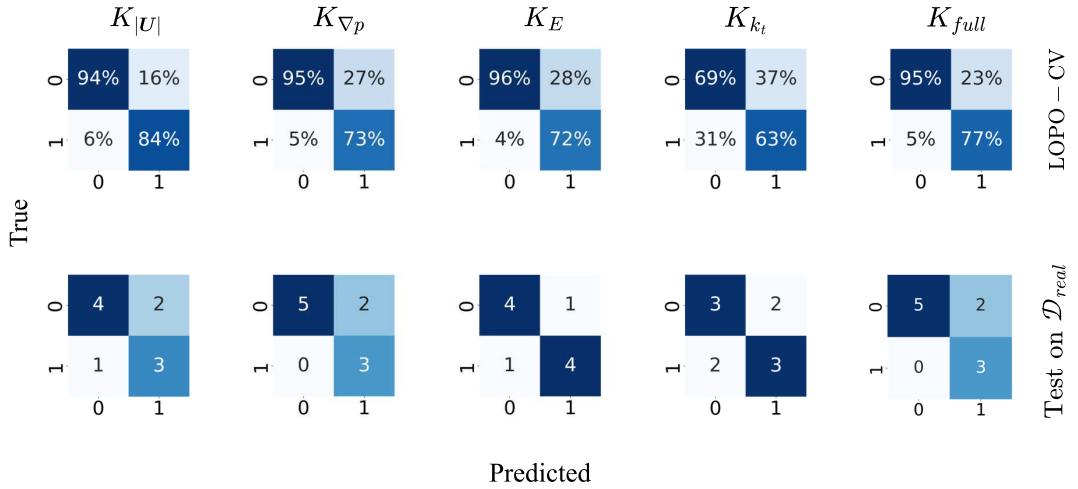 K_{|U|} K_{∇p} K_E K_{k_t} K_{full}
0 94% 16% 0 95% 27% 0 96% 28% 0 69% 37% 0 95% 23%
1 6% 84% 1 5% 73% 1 4% 72% 1 31% 63% 1 5% 77%
0 1 0 1 0 1 0 1 0 1
LOPO − CV
True
0 4 2 0 5 2 0 4 1 0 3 2 0 5 2
1 1 3 1 0 3 1 1 4 1 2 3 1 0 3
0 1 0 1 0 1 0 1 0 1
Test on 𝒟_{real}
Predicted